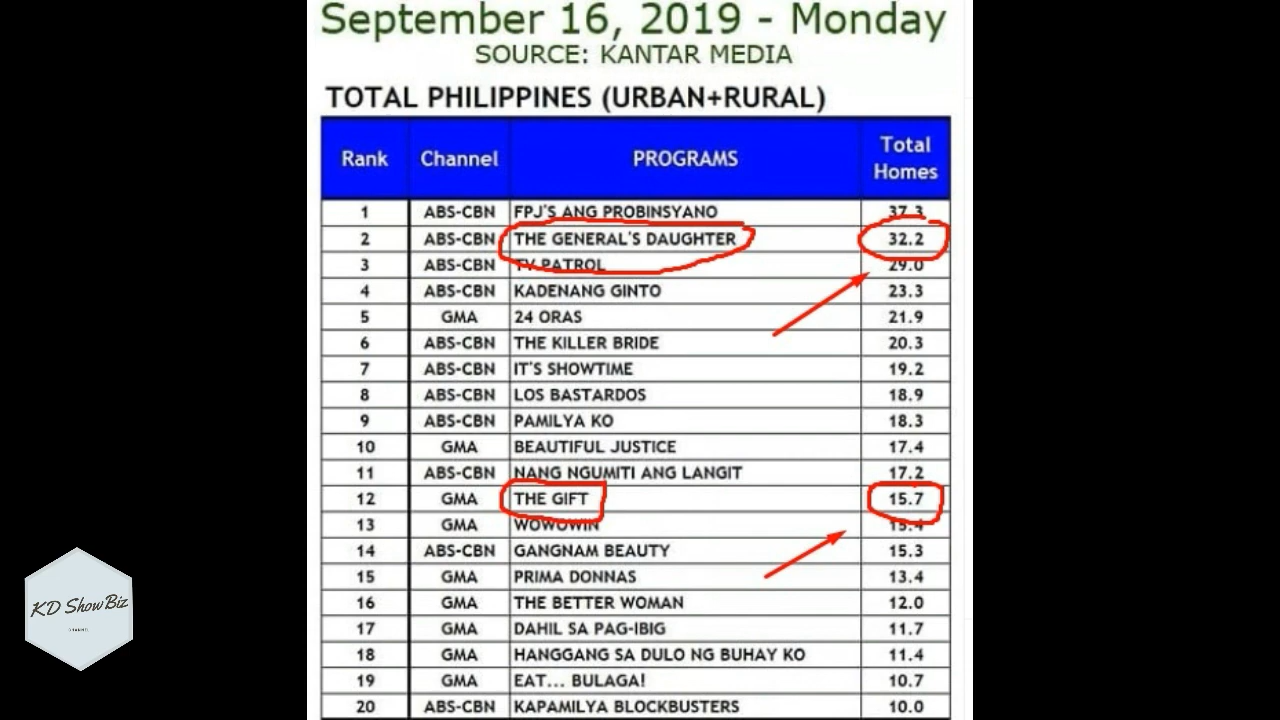 September 16, 2019 - Monday
SOURCE: KANTAR MEDIA
TOTAL PHILIPPINES (URBAN+RURAL)
Rank Channel PROGRAMS Total Homes
1 ABS-CBN FPJ'S ANG PROBINSYANO 37.3
2 ABS-CBN THE GENERAL'S DAUGHTER 32.2
3 ABS-CBN TV PATROL 29.0
4 ABS-CBN KADENANG GINTO 23.3
5 GMA 24 ORAS 21.9
6 ABS-CBN THE KILLER BRIDE 20.3
7 ABS-CBN IT'S SHOWTIME 19.2
8 ABS-CBN LOS BASTARDOS 18.9
9 ABS-CBN PAMILYA KO 18.3
10 GMA BEAUTIFUL JUSTICE 17.4
11 ABS-CBN NANG NGUMITI ANG LANGIT 17.2
12 GMA THE GIFT 15.7
13 GMA WOWOWIN 15.4
14 ABS-CBN GANGNAM BEAUTY 15.3
15 GMA PRIMA DONNAS 13.4
16 GMA THE BETTER WOMAN 12.0
17 GMA DAHIL SA PAG-IBIG 11.7
18 GMA HANGGANG SA DULO NG BUHAY KO 11.4
19 GMA EAT... BULAGA! 10.7
20 ABS-CBN KAPAMILYA BLOCKBUSTERS 10.0
KD ShowBiz
CHANNEL